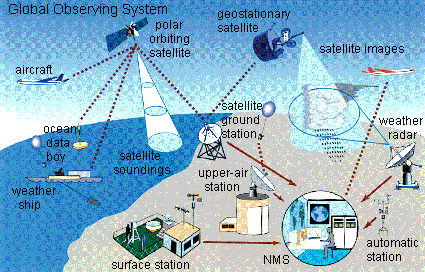 Global Observing System
polar
orbiting
satellite
geostationary
satellite
satellite images
aircraft
ocean
data
boy
satellite
ground
station
weather
radar
satellite
soundings
upper-air
station
weather
ship
automatic
station
NMS
surface station